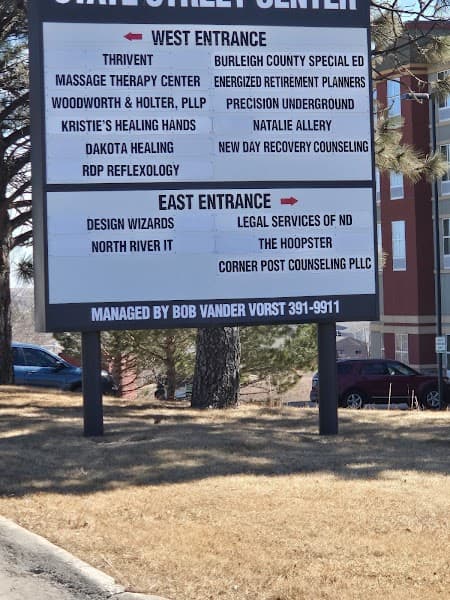 STATE STREET CENTER
WEST ENTRANCE
THRIVENT
MASSAGE THERAPY CENTER
WOODWORTH & HOLTER, PLLP
KRISTIE'S HEALING HANDS
DAKOTA HEALING
RDP REFLEXOLOGY
BURLEIGH COUNTY SPECIAL ED
ENERGIZED RETIREMENT PLANNERS
PRECISION UNDERGROUND
NATALIE ALLERY
NEW DAY RECOVERY COUNSELING
EAST ENTRANCE
DESIGN WIZARDS
NORTH RIVER IT
LEGAL SERVICES OF ND
THE HOOPSTER
CORNER POST COUNSELING PLLC
MANAGED BY BOB VANDER VORST 391-9911